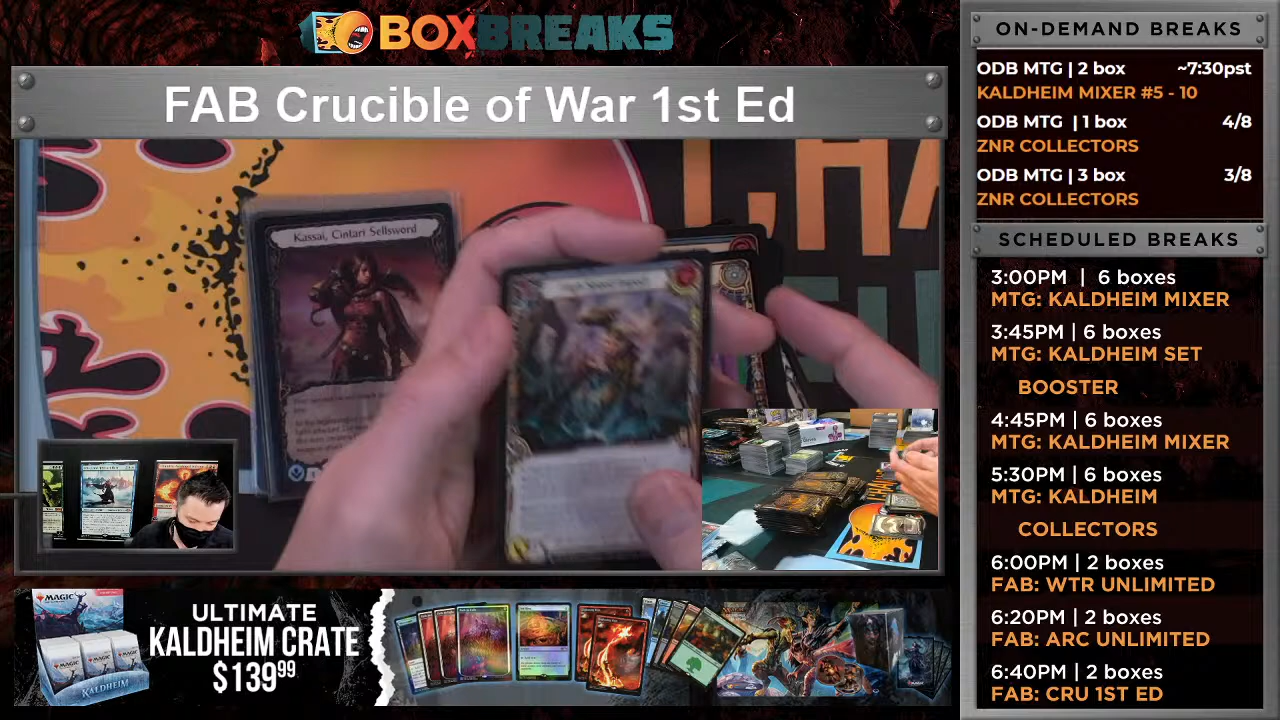 BOXBREAKS
FAB Crucible of War 1st Ed
Kassai, Cintari Sellsword
ULTIMATE
KALDHEIM CRATE
$139.99
MAGIC
KALDHEIM
ON-DEMAND BREAKS
ODB MTG | 2 box ~7:30pst
KALDHEIM MIXER #5 - 10
ODB MTG | 1 box 4/8
ZNR COLLECTORS
ODB MTG | 3 box 3/8
ZNR COLLECTORS
SCHEDULED BREAKS
3:00PM | 6 boxes
MTG: KALDHEIM MIXER
3:45PM | 6 boxes
MTG: KALDHEIM SET
BOOSTER
4:45PM | 6 boxes
MTG: KALDHEIM MIXER
5:30PM | 6 boxes
MTG: KALDHEIM
COLLECTORS
6:00PM | 2 boxes
FAB: WTR UNLIMITED
6:20PM | 2 boxes
FAB: ARC UNLIMITED
6:40PM | 2 boxes
FAB: CRU 1ST ED